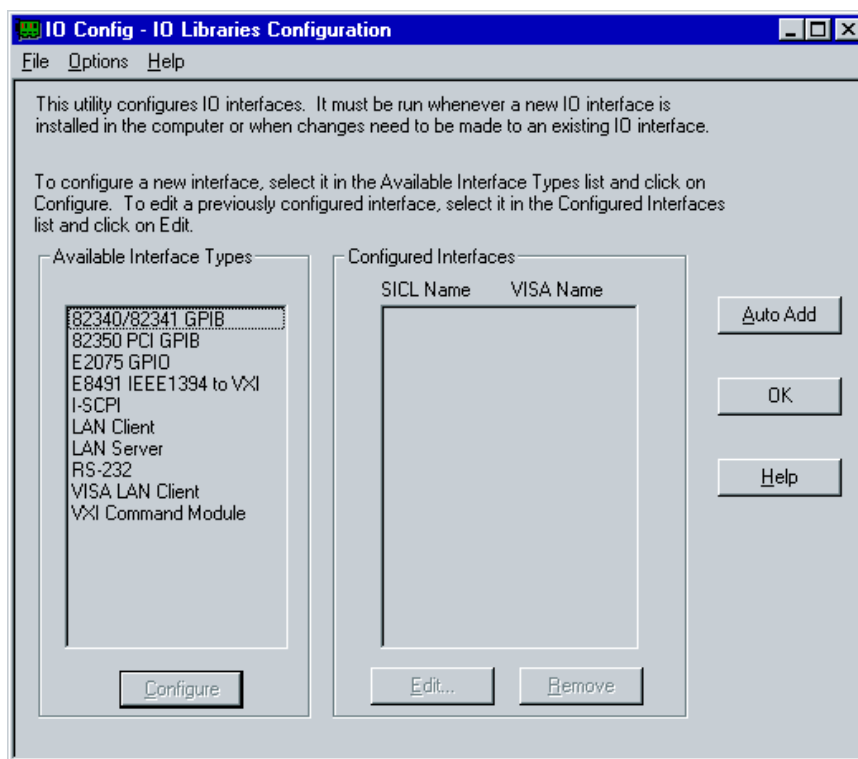 IO Config - IO Libraries Configuration
File Options Help
This utility configures IO interfaces. It must be run whenever a new IO interface is
installed in the computer or when changes need to be made to an existing IO interface.
To configure a new interface, select it in the Available Interface Types list and click on
Configure. To edit a previously configured interface, select it in the Configured Interfaces
list and click on Edit.
Available Interface Types
82340/82341 GPIB
82350 PCI GPIB
E2075 GPIO
E8491 IEEE1394 to VXI
I-SCPI
LAN Client
LAN Server
RS-232
VISA LAN Client
VXI Command Module
Configure
Configured Interfaces
SICL Name VISA Name
Edit...
Remove
Auto Add
OK
Help